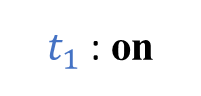 t₁ : on